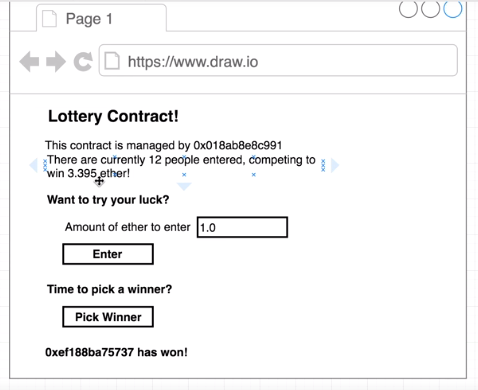 Page 1
https://www.draw.io
Lottery Contract!
This contract is managed by 0x018ab8e8c991
There are currently 12 people entered, competing to
win 3.395 ether!
Want to try your luck?
Amount of ether to enter 1.0
Enter
Time to pick a winner?
Pick Winner
0xef188ba75737 has won!